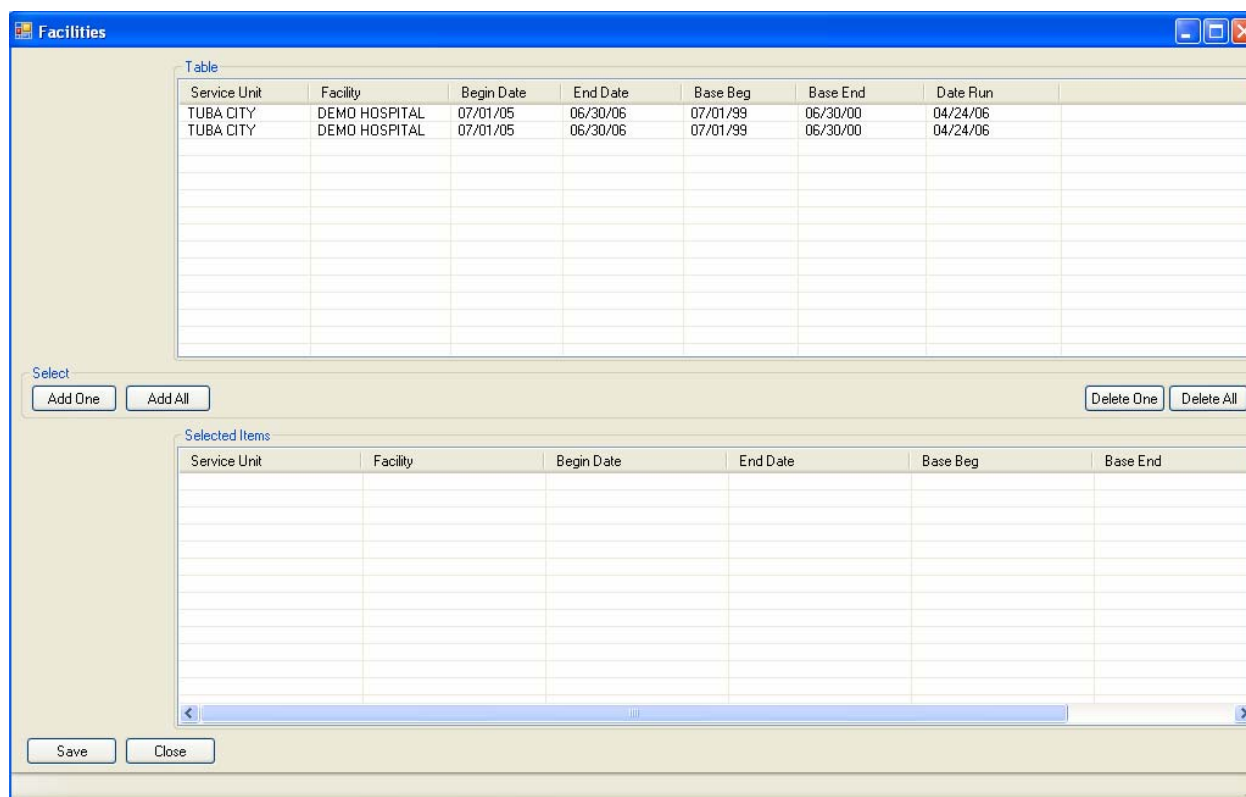 Facilities
Table
Service Unit Facility Begin Date End Date Base Beg Base End Date Run
TUBA CITY DEMO HOSPITAL 07/01/05 06/30/06 07/01/99 06/30/00 04/24/06
TUBA CITY DEMO HOSPITAL 07/01/05 06/30/06 07/01/99 06/30/00 04/24/06
Select
Add One Add All Delete One Delete All
Selected Items
Service Unit Facility Begin Date End Date Base Beg Base End
Save Close